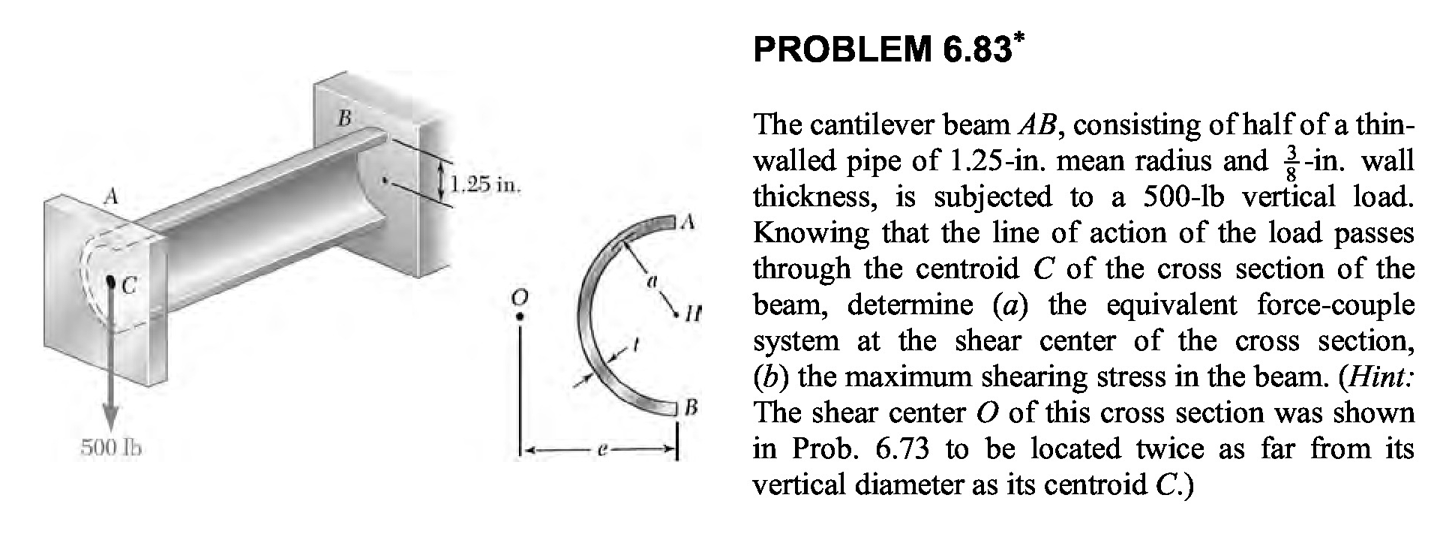 PROBLEM 6.83*
The cantilever beam AB, consisting of half of a thin-
walled pipe of 1.25-in. mean radius and 3/8-in. wall
thickness, is subjected to a 500-lb vertical load.
Knowing that the line of action of the load passes
through the centroid C of the cross section of the
beam, determine (a) the equivalent force-couple
system at the shear center of the cross section,
(b) the maximum shearing stress in the beam. (Hint:
The shear center O of this cross section was shown
in Prob. 6.73 to be located twice as far from its
vertical diameter as its centroid C.)
B
1.25 in.
A
C
500 lb
A
a
O
H
t
B
e